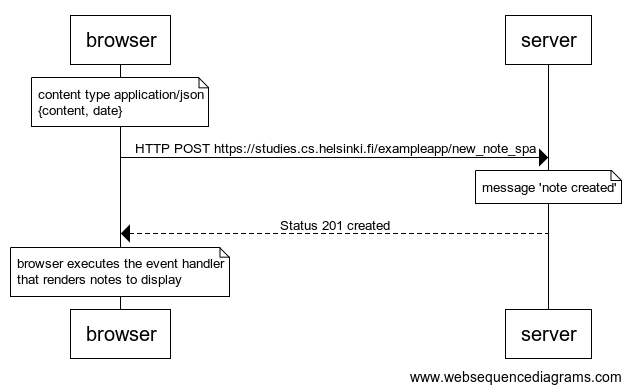 browser
server
content type application/json
{content, date}
HTTP POST https://studies.cs.helsinki.fi/exampleapp/new_note_spa
message 'note created'
Status 201 created
browser executes the event handler
that renders notes to display
browser
server
www.websequencediagrams.com